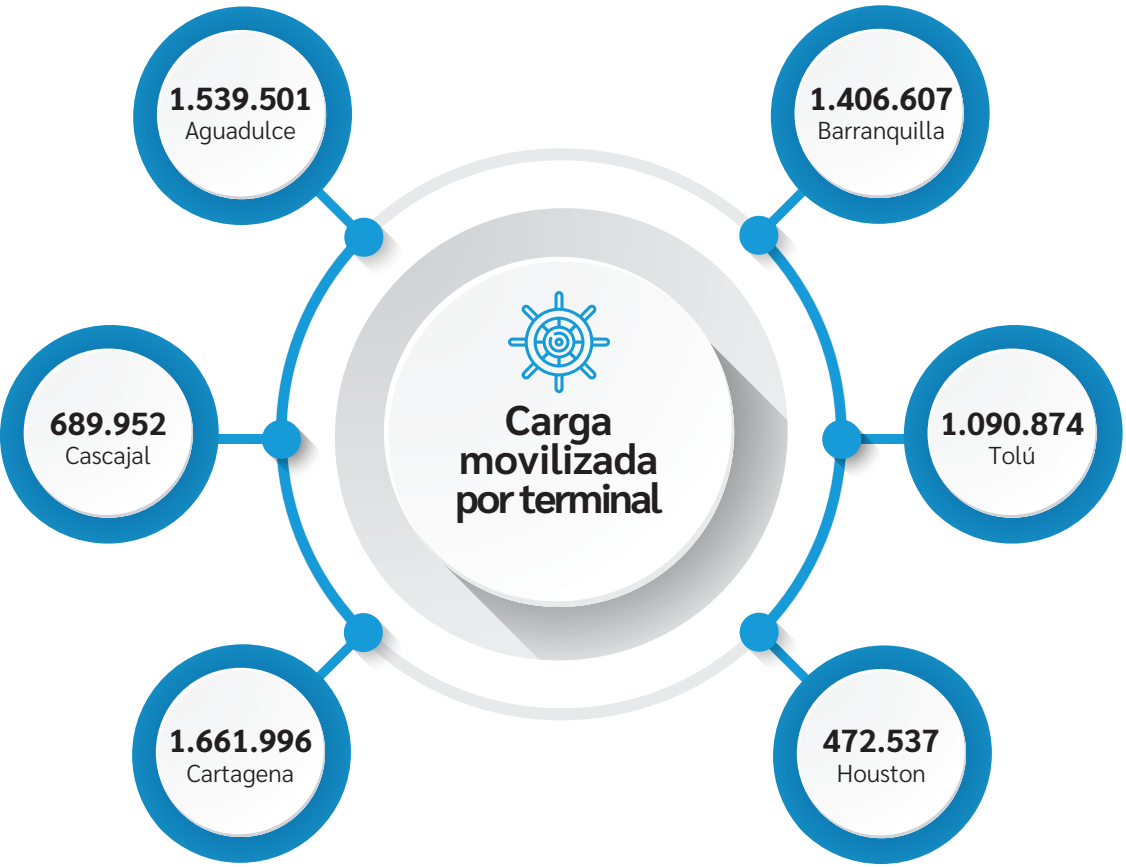 1.539.501
Aguadulce
1.406.607
Barranquilla
Carga
movilizada
por terminal
689.952
Cascajal
1.090.874
Tolú
1.661.996
Cartagena
472.537
Houston